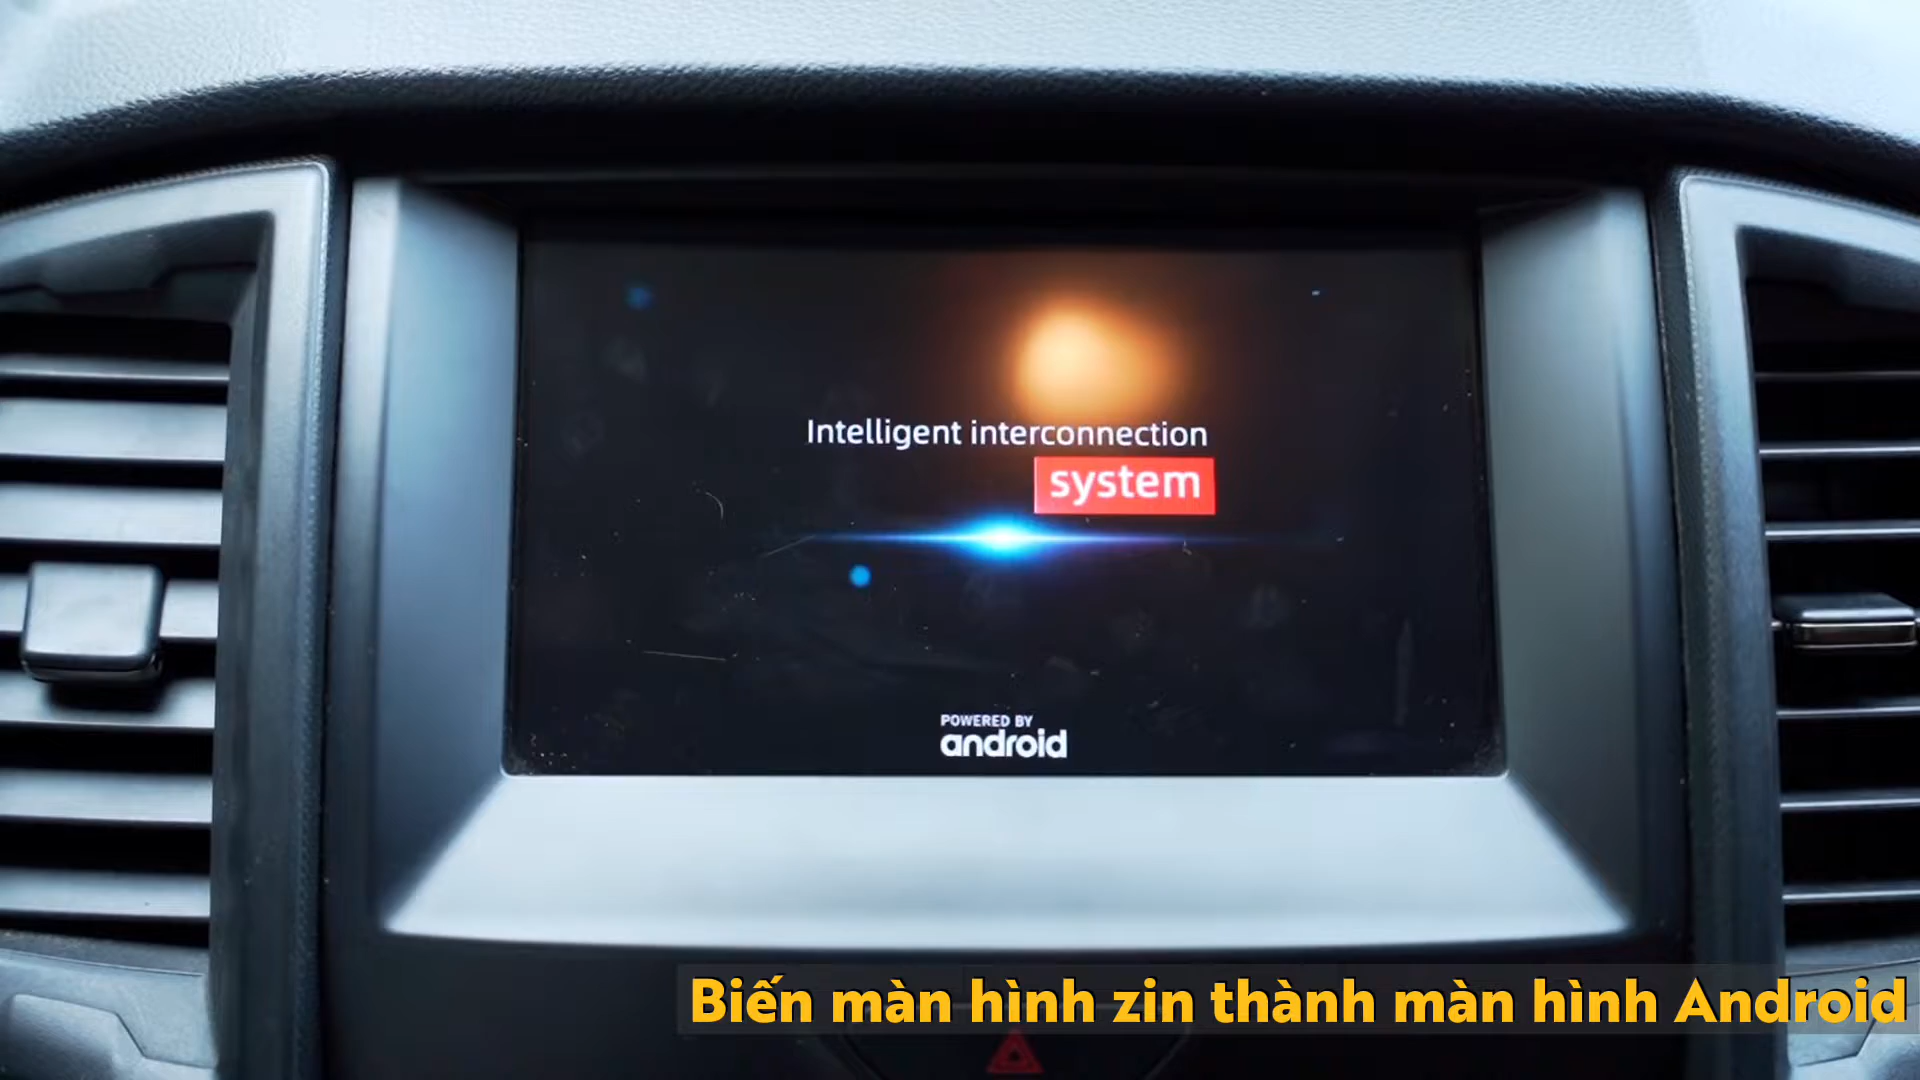 Intelligent interconnection
system
POWERED BY
android
Biến màn hình zin thành màn hình Android